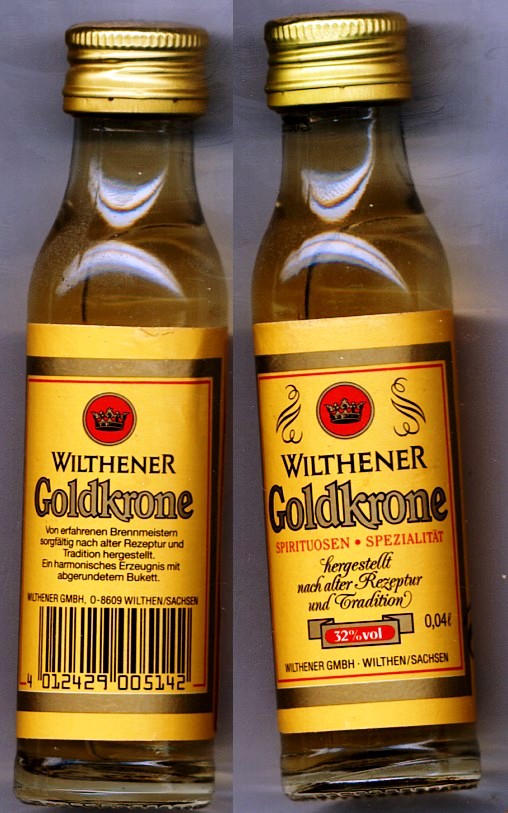 WILTHENER
Goldkrone
Von erfahrenen Brennmeistern
sorgfältig nach alter Rezeptur und
Tradition hergestellt.
Ein harmonisches Erzeugnis mit
abgerundetem Bukett.
WILTHENER GMBH, O-8609 WILTHEN/SACHSEN
4 012429 005142
WILTHENER
Goldkrone
SPIRITUOSEN • SPEZIALITÄT
hergestellt
nach alter Rezeptur
und Tradition
32%vol
0,04ℓ
WILTHENER GMBH · WILTHEN/SACHSEN